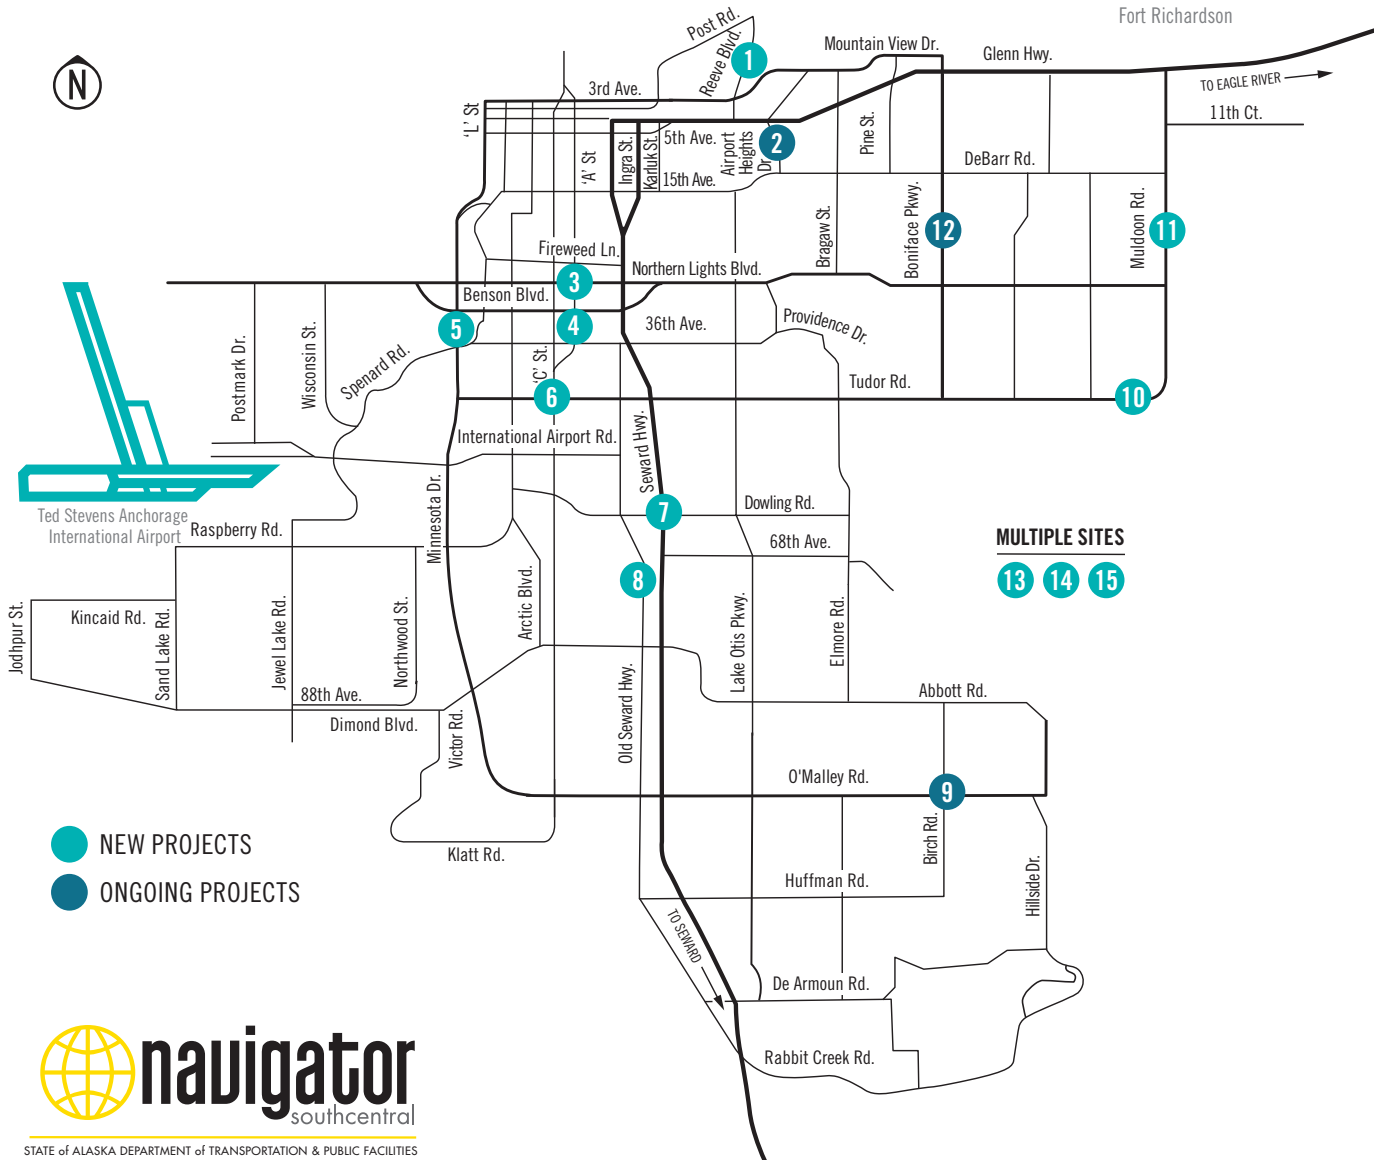 Fort Richardson
Post Rd.
Reeve Blvd.
1
Mountain View Dr.
Glenn Hwy.
N
TO EAGLE RIVER
3rd Ave.
'L' St
11th Ct.
Pine St.
5th Ave.
Airport
Heights
Dr.
2
'A' St
Ingra St.
Karluk St.
15th Ave.
DeBarr Rd.
Bragaw St.
Boniface Pkwy.
12
Muldoon Rd.
11
Fireweed Ln.
Northern Lights Blvd.
3
Benson Blvd.
5
4
36th Ave.
Providence Dr.
Postmark Dr.
Wisconsin St.
Spenard Rd.
'C' St.
Tudor Rd.
6
10
International Airport Rd.
Seward Hwy.
Minnesota Dr.
7
Dowling Rd.
Ted Stevens Anchorage
International Airport
Raspberry Rd.
68th Ave.
MULTIPLE SITES
13
14
15
8
Jodhpur St.
Kincaid Rd.
Sand Lake Rd.
Jewel Lake Rd.
Northwood St.
Arctic Blvd.
Lake Otis Pkwy.
Elmore Rd.
88th Ave.
Abbott Rd.
Dimond Blvd.
Victor Rd.
Old Seward Hwy.
O'Malley Rd.
9
Birch Rd.
NEW PROJECTS
Klatt Rd.
ONGOING PROJECTS
Huffman Rd.
Hillside Dr.
TO SEWARD
De Armoun Rd.
Rabbit Creek Rd.
navigator
southcentral
STATE of ALASKA DEPARTMENT of TRANSPORTATION & PUBLIC FACILITIES